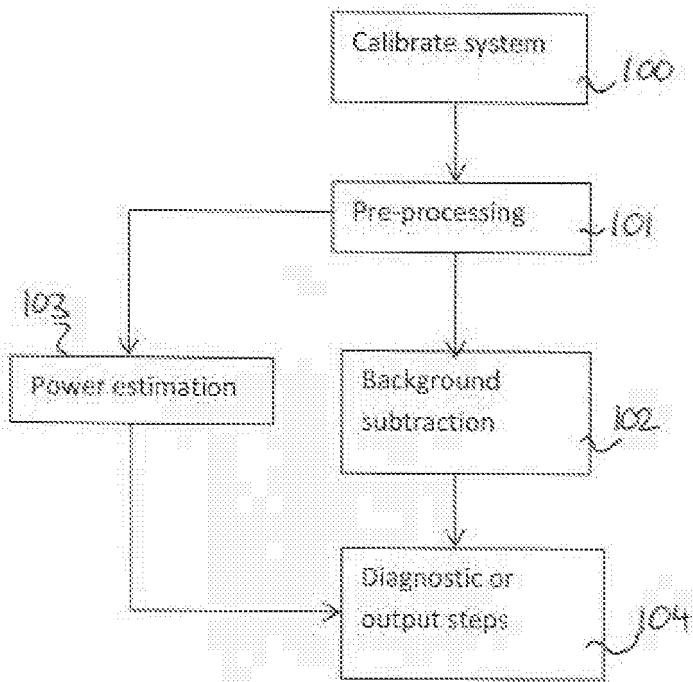 Calibrate system
100
Pre-processing
101
103
Power estimation
Background
subtraction
102
Diagnostic or
output steps
104